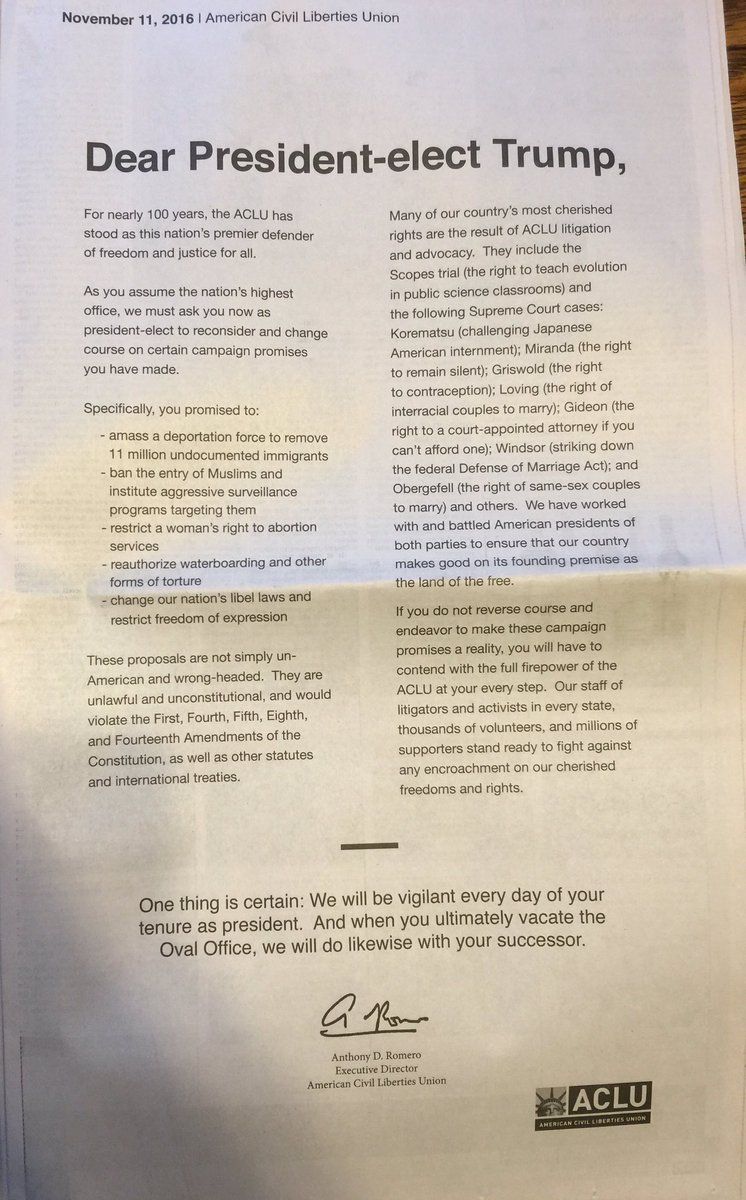 November 11, 2016 | American Civil Liberties Union
Dear President-elect Trump,
For nearly 100 years, the ACLU has
stood as this nation's premier defender
of freedom and justice for all.
As you assume the nation's highest
office, we must ask you now as
president-elect to reconsider and change
course on certain campaign promises
you have made.
Specifically, you promised to:
- amass a deportation force to remove
11 million undocumented immigrants
- ban the entry of Muslims and
institute aggressive surveillance
programs targeting them
- restrict a woman's right to abortion
services
- reauthorize waterboarding and other
forms of torture
- change our nation's libel laws and
restrict freedom of expression
These proposals are not simply un-
American and wrong-headed. They are
unlawful and unconstitutional, and would
violate the First, Fourth, Fifth, Eighth,
and Fourteenth Amendments of the
Constitution, as well as other statutes
and international treaties.
Many of our country's most cherished
rights are the result of ACLU litigation
and advocacy. They include the
Scopes trial (the right to teach evolution
in public science classrooms) and
the following Supreme Court cases:
Korematsu (challenging Japanese
American internment); Miranda (the right
to remain silent); Griswold (the right
to contraception); Loving (the right of
interracial couples to marry); Gideon (the
right to a court-appointed attorney if you
can't afford one); Windsor (striking down
the federal Defense of Marriage Act); and
Obergefell (the right of same-sex couples
to marry) and others. We have worked
with and battled American presidents of
both parties to ensure that our country
makes good on its founding premise as
the land of the free.
If you do not reverse course and
endeavor to make these campaign
promises a reality, you will have to
contend with the full firepower of the
ACLU at your every step. Our staff of
litigators and activists in every state,
thousands of volunteers, and millions of
supporters stand ready to fight against
any encroachment on our cherished
freedoms and rights.
One thing is certain: We will be vigilant every day of your
tenure as president. And when you ultimately vacate the
Oval Office, we will do likewise with your successor.
Anthony D. Romero
Executive Director
American Civil Liberties Union
ACLU
AMERICAN CIVIL LIBERTIES UNION